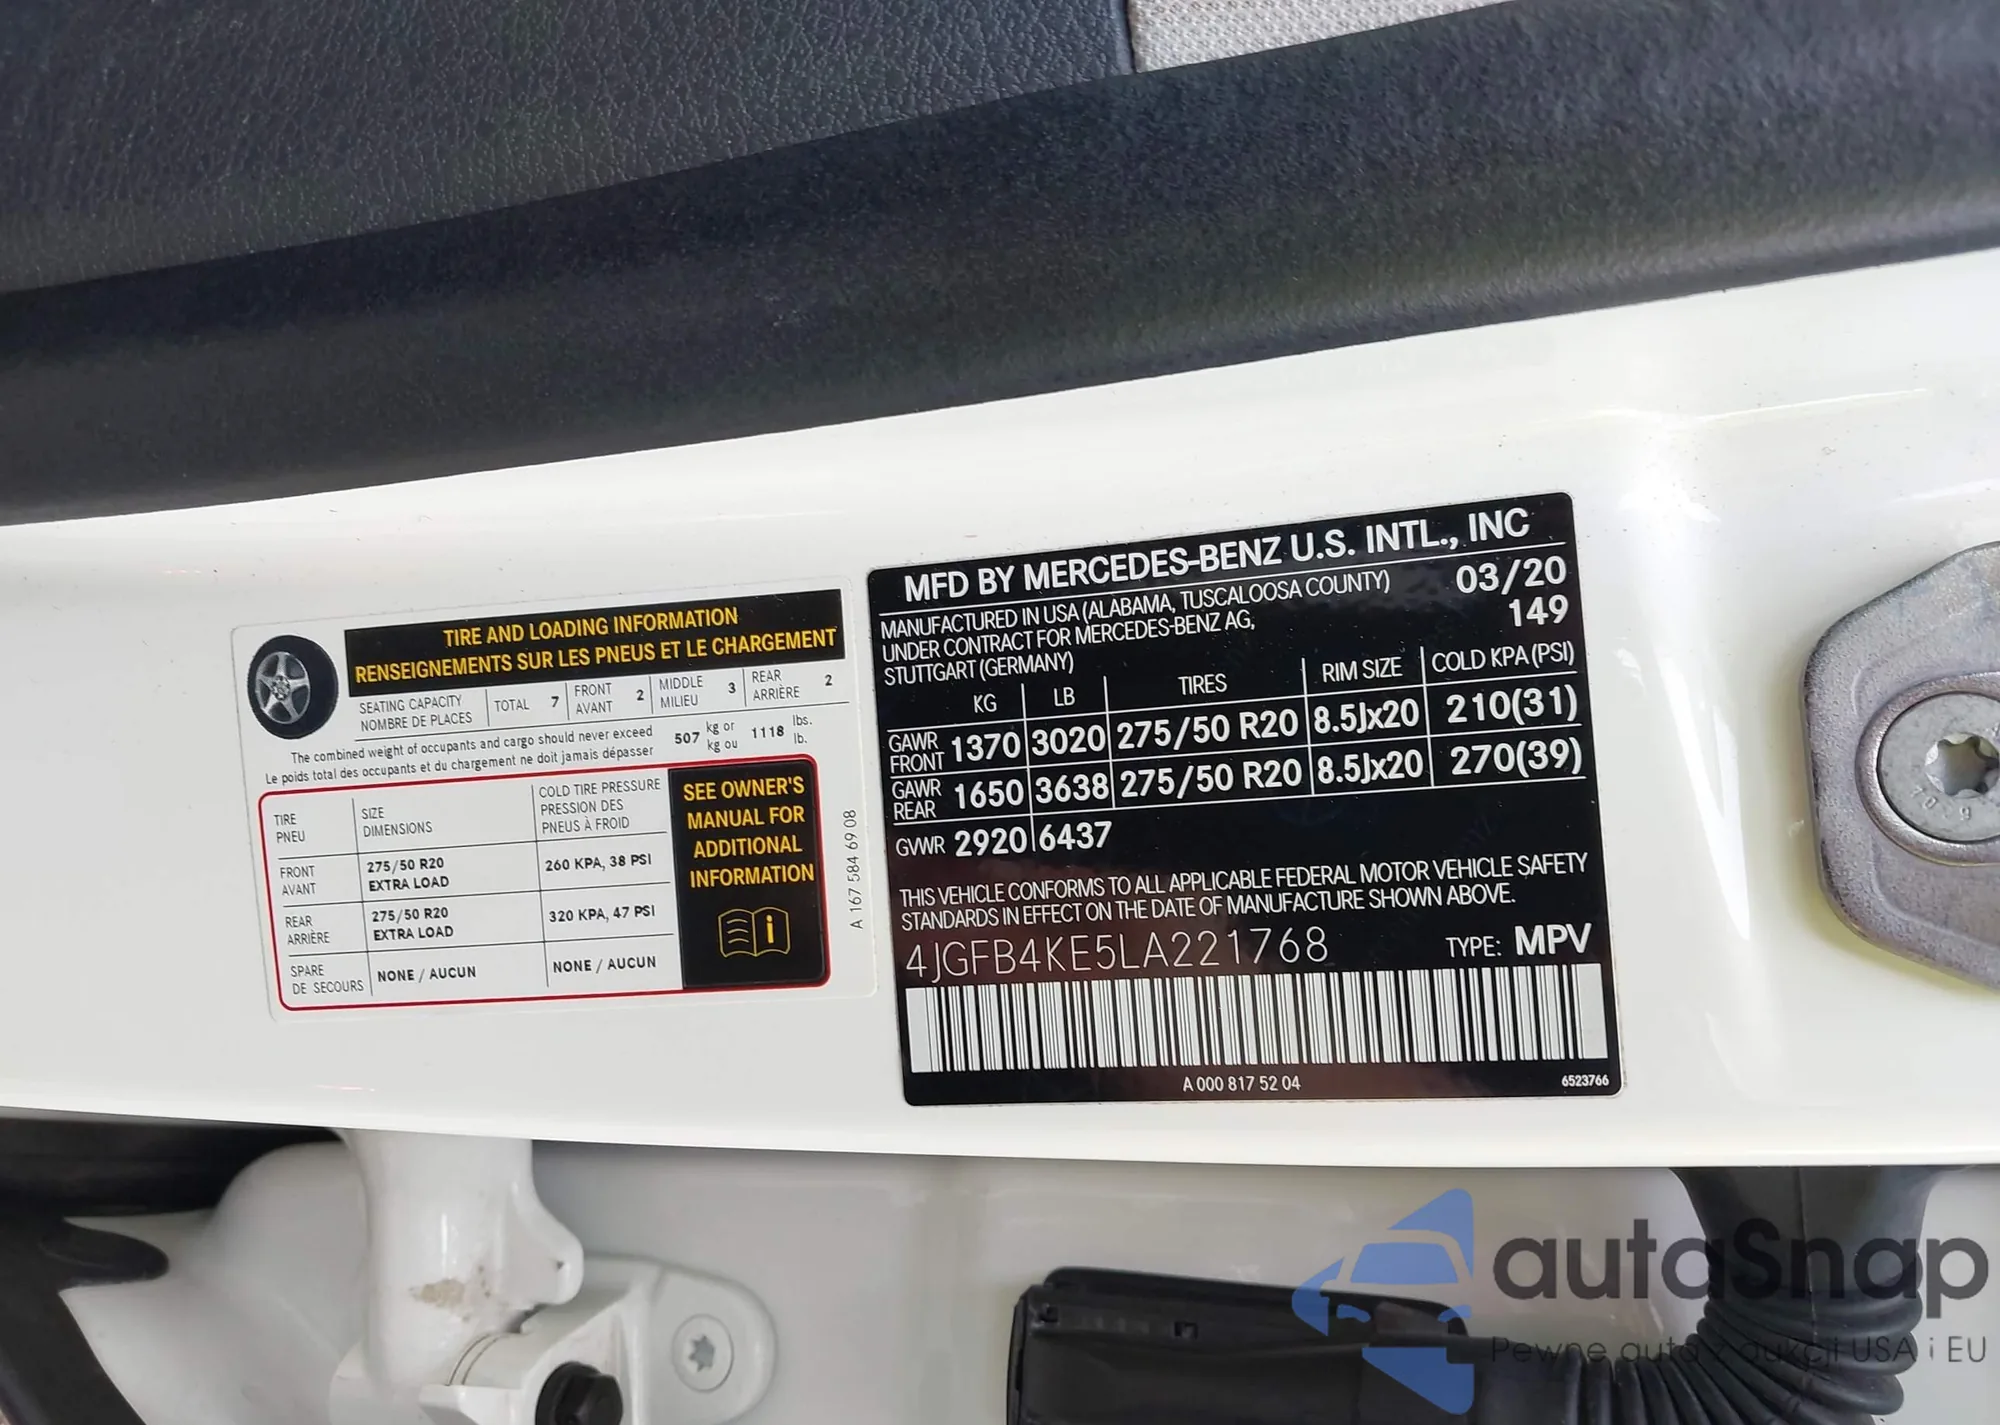 TIRE AND LOADING INFORMATION
RENSEIGNEMENTS SUR LES PNEUS ET LE CHARGEMENT
SEATING CAPACITY
NOMBRE DE PLACES
TOTAL 7
FRONT
AVANT
2
MIDDLE
MILIEU
3
REAR
ARRIÈRE
2
The combined weight of occupants and cargo should never exceed
Le poids total des occupants et du chargement ne doit jamais dépasser
507
kg or
kg ou
1118
lbs.
lb.
TIRE
PNEU
SIZE
DIMENSIONS
COLD TIRE PRESSURE
PRESSION DES
PNEUS À FROID
FRONT
AVANT
275/50 R20
EXTRA LOAD
260 KPA, 38 PSI
REAR
ARRIÈRE
275/50 R20
EXTRA LOAD
320 KPA, 47 PSI
SPARE
DE SECOURS
NONE / AUCUN
NONE / AUCUN
SEE OWNER'S
MANUAL FOR
ADDITIONAL
INFORMATION
A 167 584 69 08
MFD BY MERCEDES-BENZ U.S. INTL., INC
MANUFACTURED IN USA (ALABAMA, TUSCALOOSA COUNTY)
UNDER CONTRACT FOR MERCEDES-BENZ AG,
STUTTGART (GERMANY)
03/20
149
KG LB TIRES RIM SIZE COLD KPA (PSI)
GAWR
FRONT
1370 3020 275/50 R20 8.5Jx20 210(31)
GAWR
REAR
1650 3638 275/50 R20 8.5Jx20 270(39)
GVWR 2920 6437
THIS VEHICLE CONFORMS TO ALL APPLICABLE FEDERAL MOTOR VEHICLE SAFETY
STANDARDS IN EFFECT ON THE DATE OF MANUFACTURE SHOWN ABOVE.
4JGFB4KE5LA221768 TYPE: MPV
A 000 817 52 04
6523766
10 9
autaSnap
Pewne auta z aukcji USA i EU